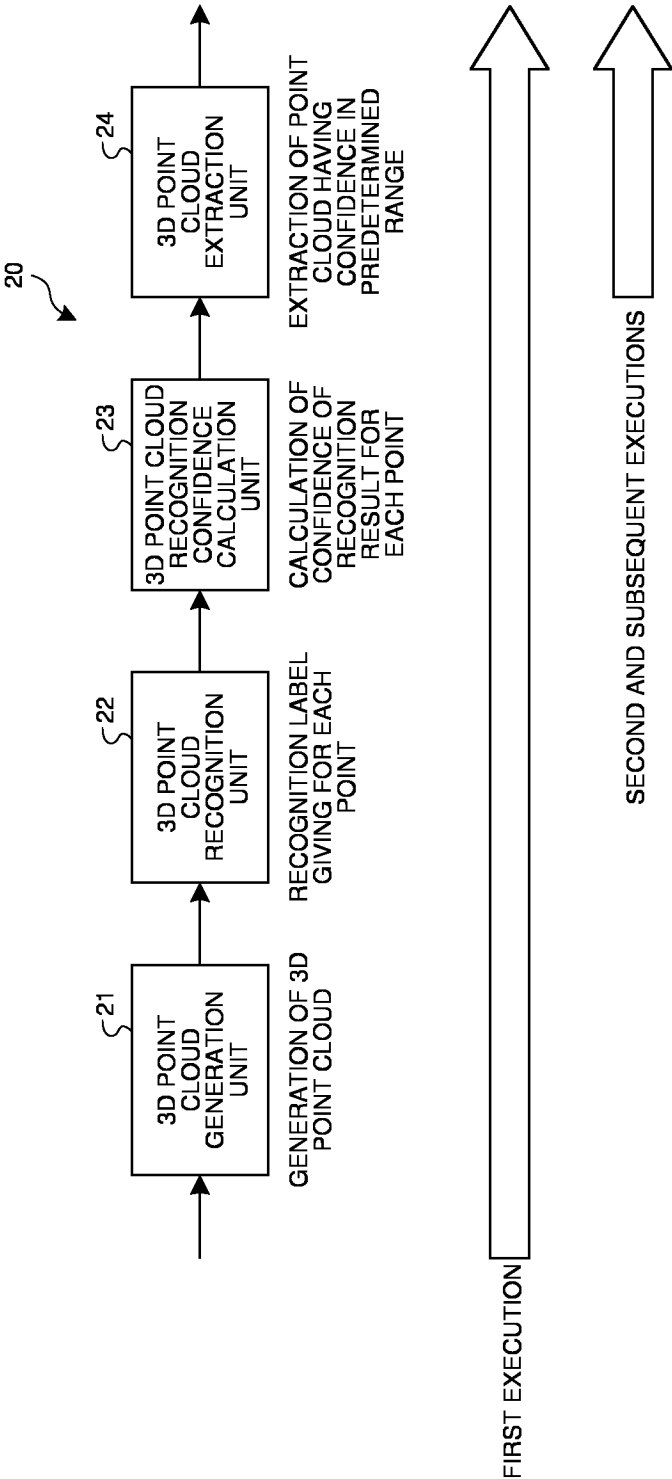 20
21
3D POINT
CLOUD
GENERATION
UNIT
GENERATION OF 3D
POINT CLOUD
22
3D POINT
CLOUD
RECOGNITION
UNIT
RECOGNITION LABEL
GIVING FOR EACH
POINT
23
3D POINT CLOUD
RECOGNITION
CONFIDENCE
CALCULATION
UNIT
CALCULATION OF
CONFIDENCE OF
RECOGNITION
RESULT FOR
EACH POINT
24
3D POINT
CLOUD
EXTRACTION
UNIT
EXTRACTION OF POINT
CLOUD HAVING
CONFIDENCE IN
PREDETERMINED
RANGE
FIRST EXECUTION
SECOND AND SUBSEQUENT EXECUTIONS